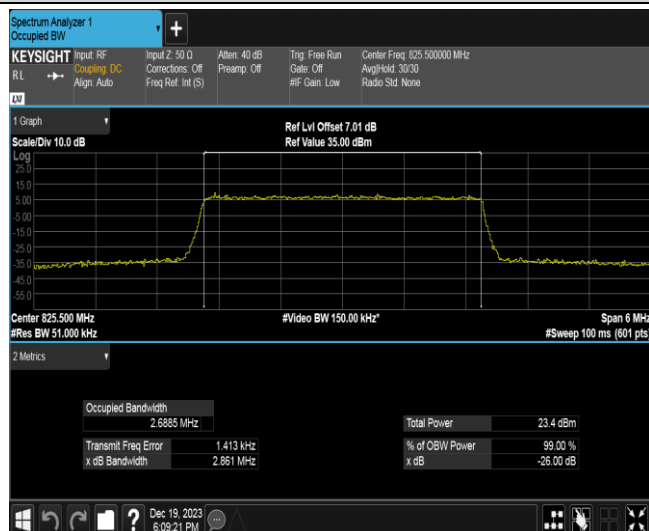 Spectrum Analyzer 1
Occupied BW
+
KEYSIGHT
RL
LXI
Input: RF
Coupling: DC
Align: Auto
Input Z: 50 Ω
Corrections: Off
Freq Ref: Int (S)
Atten: 40 dB
Preamp: Off
Trig: Free Run
Gate: Off
#IF Gain: Low
Center Freq: 825.500000 MHz
Avg|Hold: 30/30
Radio Std: None
1 Graph
Scale/Div 10.0 dB
Ref Lvl Offset 7.01 dB
Ref Value 35.00 dBm
Log
25.0
15.0
5.00
-5.00
-15.0
-25.0
-35.0
-45.0
-55.0
Center 825.500 MHz
#Res BW 51.000 kHz
#Video BW 150.00 kHz*
Span 6 MHz
#Sweep 100 ms (601 pts)
2 Metrics
Occupied Bandwidth
2.6885 MHz
Transmit Freq Error 1.413 kHz
x dB Bandwidth 2.861 MHz
Total Power 23.4 dBm
% of OBW Power 99.00 %
x dB -26.00 dB
?
Dec 19, 2023
6:09:21 PM